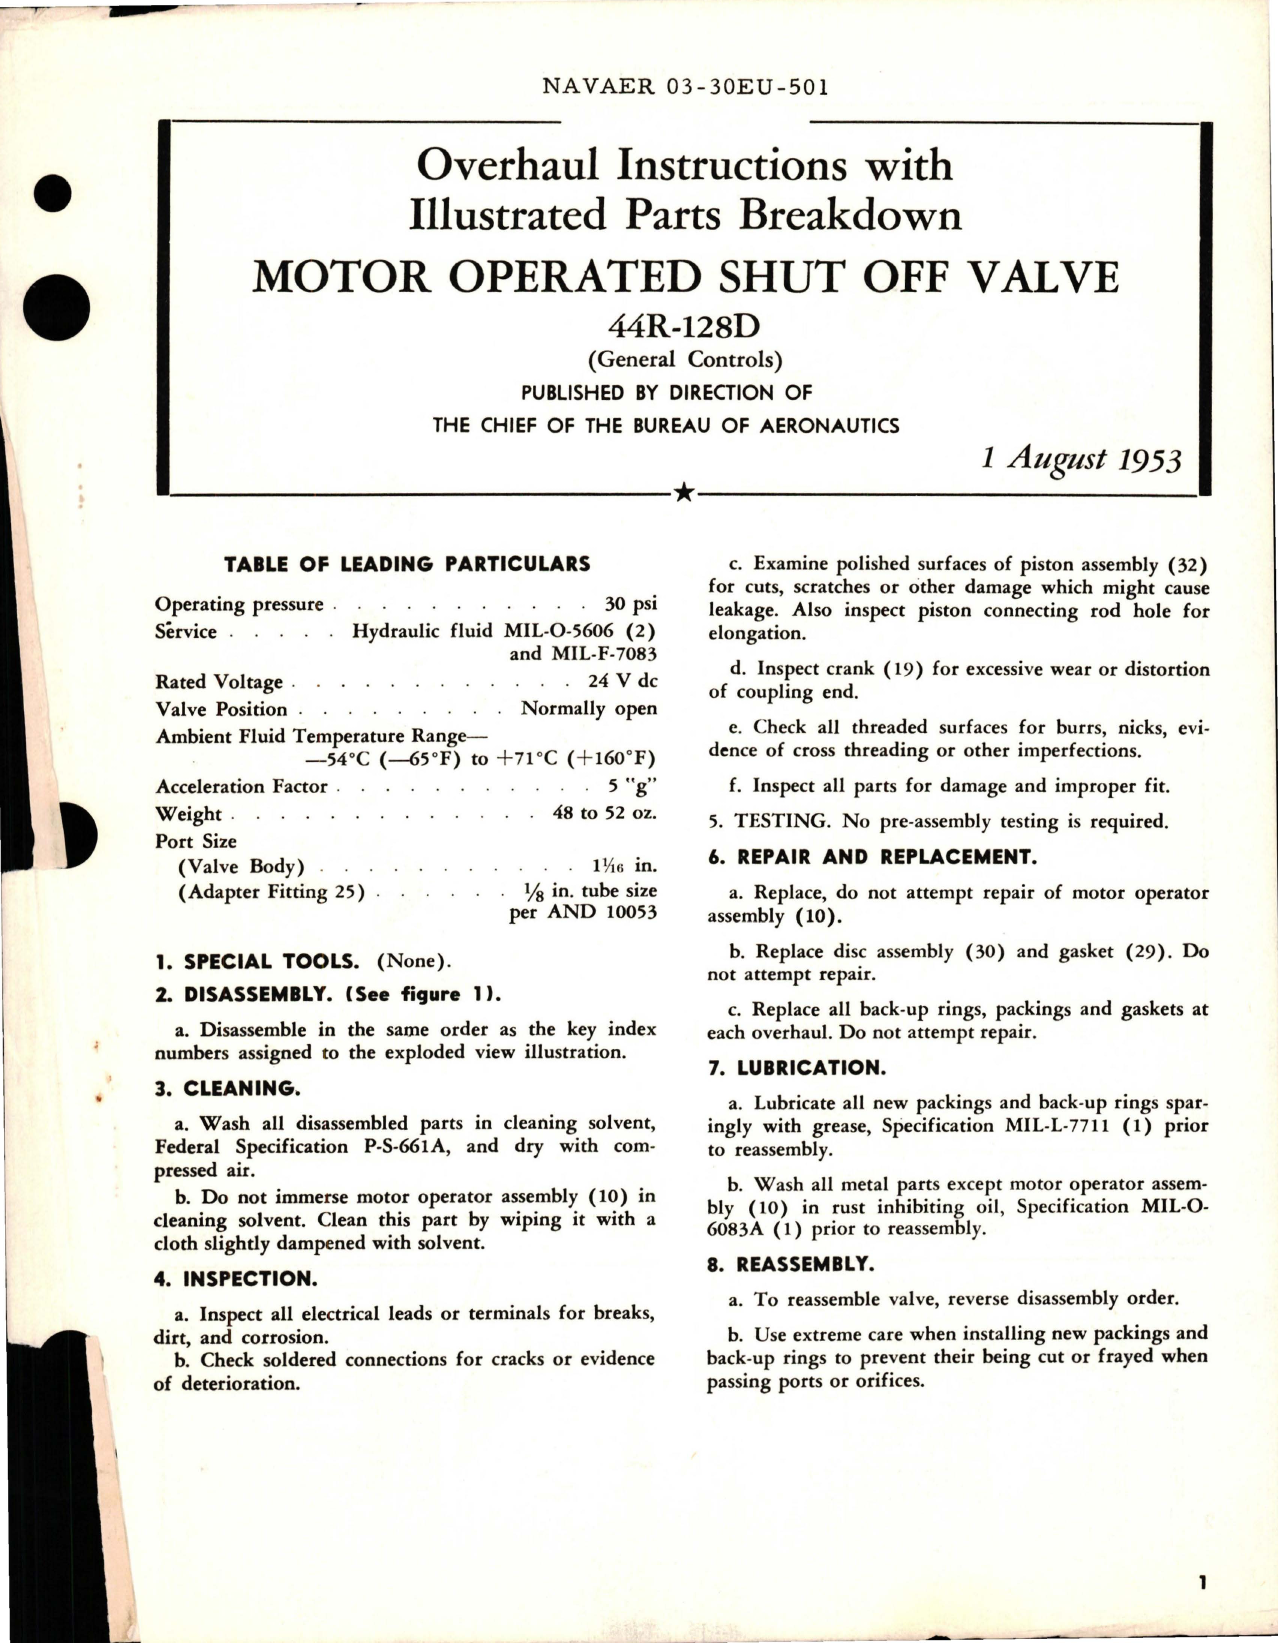 NAVAER 03-30EU-501
Overhaul Instructions with
Illustrated Parts Breakdown
MOTOR OPERATED SHUT OFF VALVE
44R-128D
(General Controls)
PUBLISHED BY DIRECTION OF
THE CHIEF OF THE BUREAU OF AERONAUTICS
1 August 1953
TABLE OF LEADING PARTICULARS
Operating pressure . . . . . . . . . . 30 psi
Service . . . . . Hydraulic fluid MIL-O-5606 (2)
and MIL-F-7083
Rated Voltage . . . . . . . . . . . . 24 V dc
Valve Position . . . . . . . . . Normally open
Ambient Fluid Temperature Range—
—54°C (—65°F) to +71°C (+160°F)
Acceleration Factor . . . . . . . . . . . 5 "g"
Weight . . . . . . . . . . . . . 48 to 52 oz.
Port Size
(Valve Body) . . . . . . . . . . . 1 1/16 in.
(Adapter Fitting 25) . . . . . . 1/8 in. tube size
per AND 10053
1. SPECIAL TOOLS. (None).
2. DISASSEMBLY. (See figure 1).
a. Disassemble in the same order as the key index
numbers assigned to the exploded view illustration.
3. CLEANING.
a. Wash all disassembled parts in cleaning solvent,
Federal Specification P-S-661A, and dry with com-
pressed air.
b. Do not immerse motor operator assembly (10) in
cleaning solvent. Clean this part by wiping it with a
cloth slightly dampened with solvent.
4. INSPECTION.
a. Inspect all electrical leads or terminals for breaks,
dirt, and corrosion.
b. Check soldered connections for cracks or evidence
of deterioration.
c. Examine polished surfaces of piston assembly (32)
for cuts, scratches or other damage which might cause
leakage. Also inspect piston connecting rod hole for
elongation.
d. Inspect crank (19) for excessive wear or distortion
of coupling end.
e. Check all threaded surfaces for burrs, nicks, evi-
dence of cross threading or other imperfections.
f. Inspect all parts for damage and improper fit.
5. TESTING. No pre-assembly testing is required.
6. REPAIR AND REPLACEMENT.
a. Replace, do not attempt repair of motor operator
assembly (10).
b. Replace disc assembly (30) and gasket (29). Do
not attempt repair.
c. Replace all back-up rings, packings and gaskets at
each overhaul. Do not attempt repair.
7. LUBRICATION.
a. Lubricate all new packings and back-up rings spar-
ingly with grease, Specification MIL-L-7711 (1) prior
to reassembly.
b. Wash all metal parts except motor operator assem-
bly (10) in rust inhibiting oil, Specification MIL-O-
6083A (1) prior to reassembly.
8. REASSEMBLY.
a. To reassemble valve, reverse disassembly order.
b. Use extreme care when installing new packings and
back-up rings to prevent their being cut or frayed when
passing ports or orifices.
1